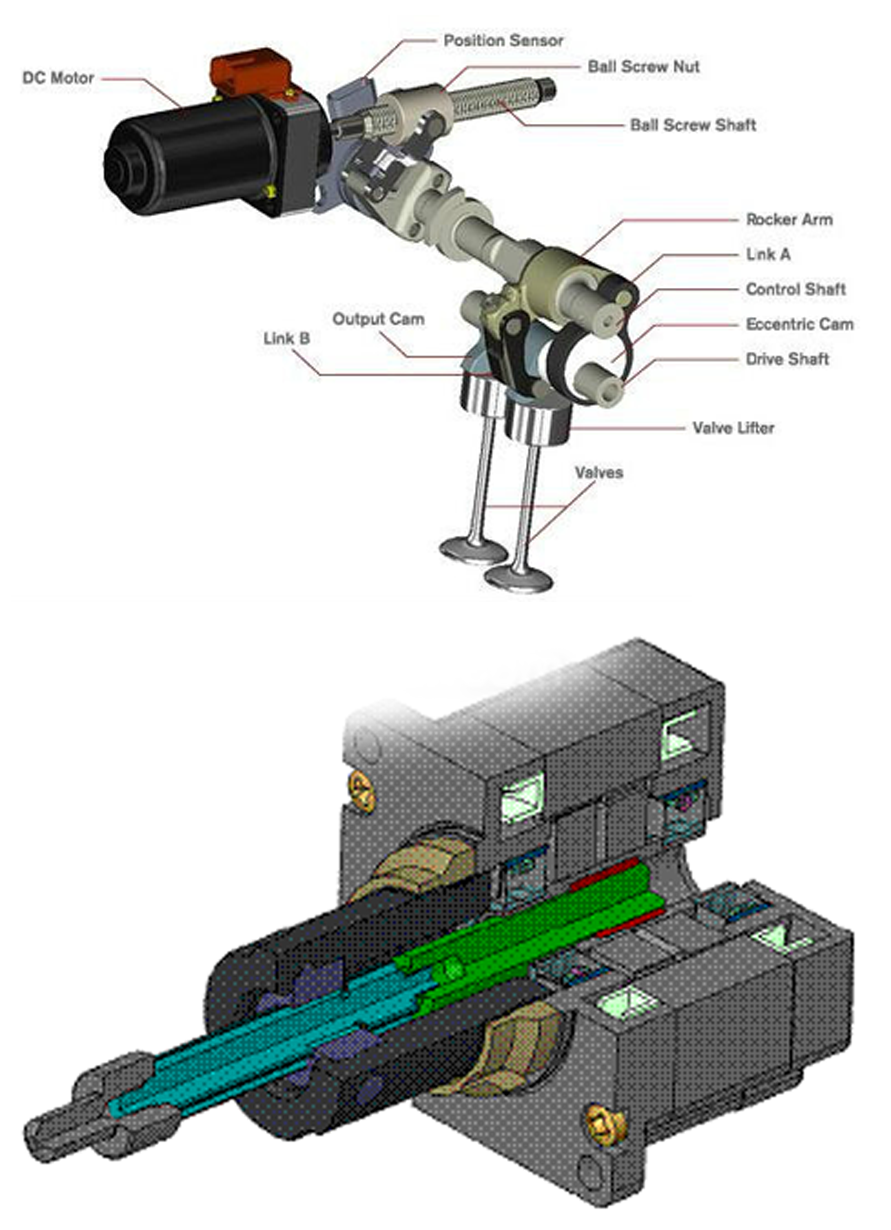 Position Sensor
DC Motor
Ball Screw Nut
Ball Screw Shaft
Rocker Arm
Link A
Control Shaft
Output Cam
Link B
Eccentric Cam
Drive Shaft
Valve Lifter
Valves